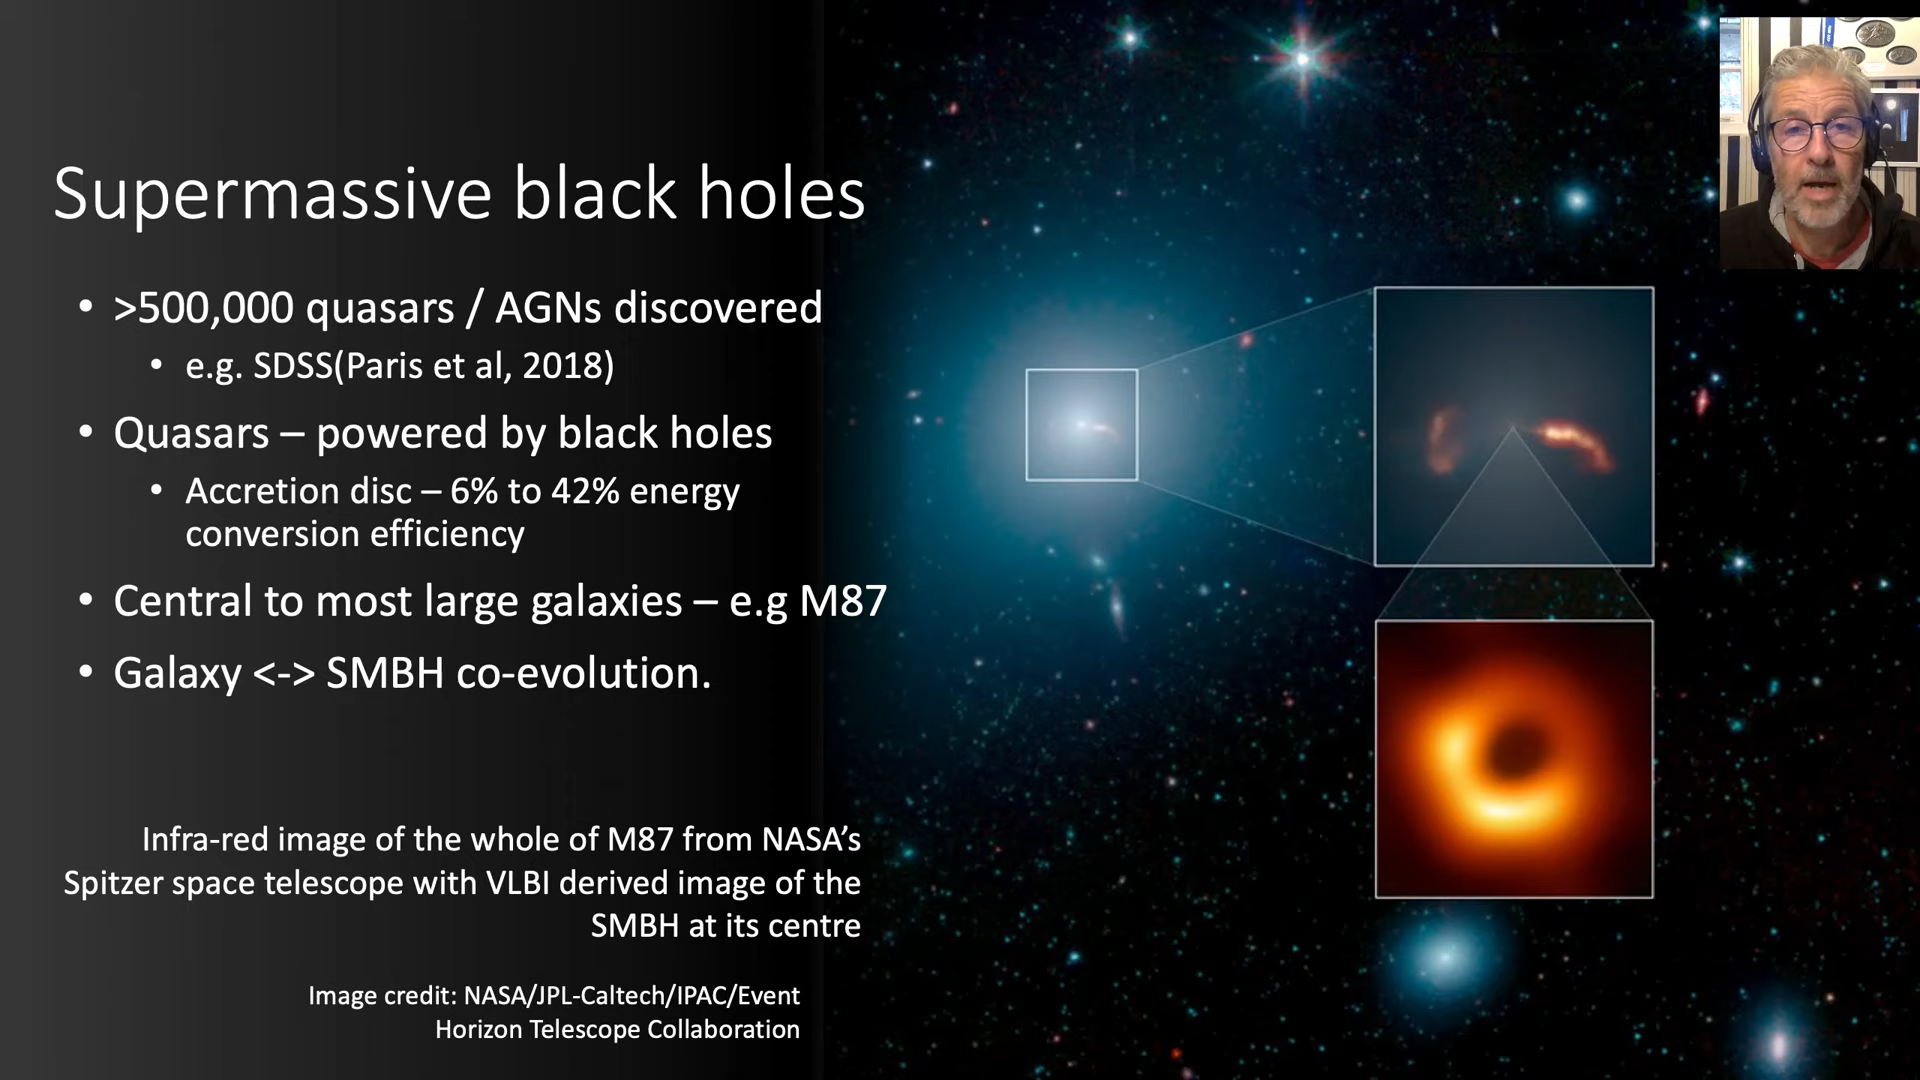 Supermassive black holes
• >500,000 quasars / AGNs discovered
• e.g. SDSS(Paris et al, 2018)
• Quasars – powered by black holes
• Accretion disc – 6% to 42% energy
conversion efficiency
• Central to most large galaxies – e.g M87
• Galaxy <-> SMBH co-evolution.
Infra-red image of the whole of M87 from NASA’s
Spitzer space telescope with VLBI derived image of the
SMBH at its centre
Image credit: NASA/JPL-Caltech/IPAC/Event
Horizon Telescope Collaboration